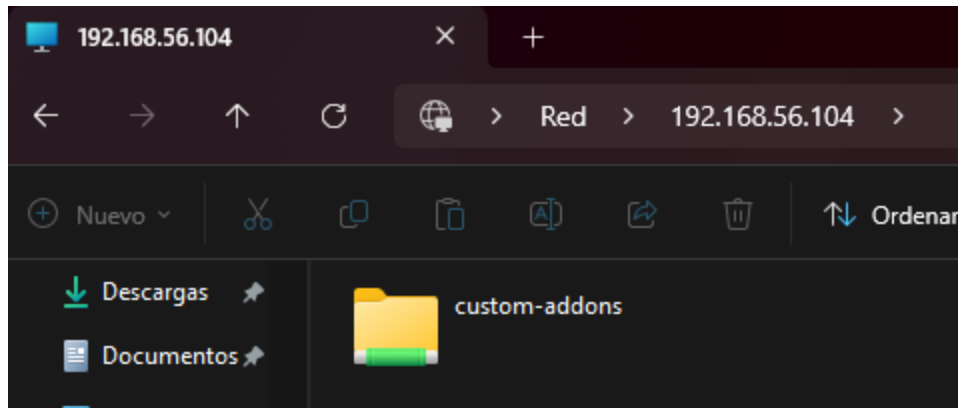 192.168.56.104
Red 192.168.56.104
Nuevo Ordenar
Descargas
custom-addons
Documentos